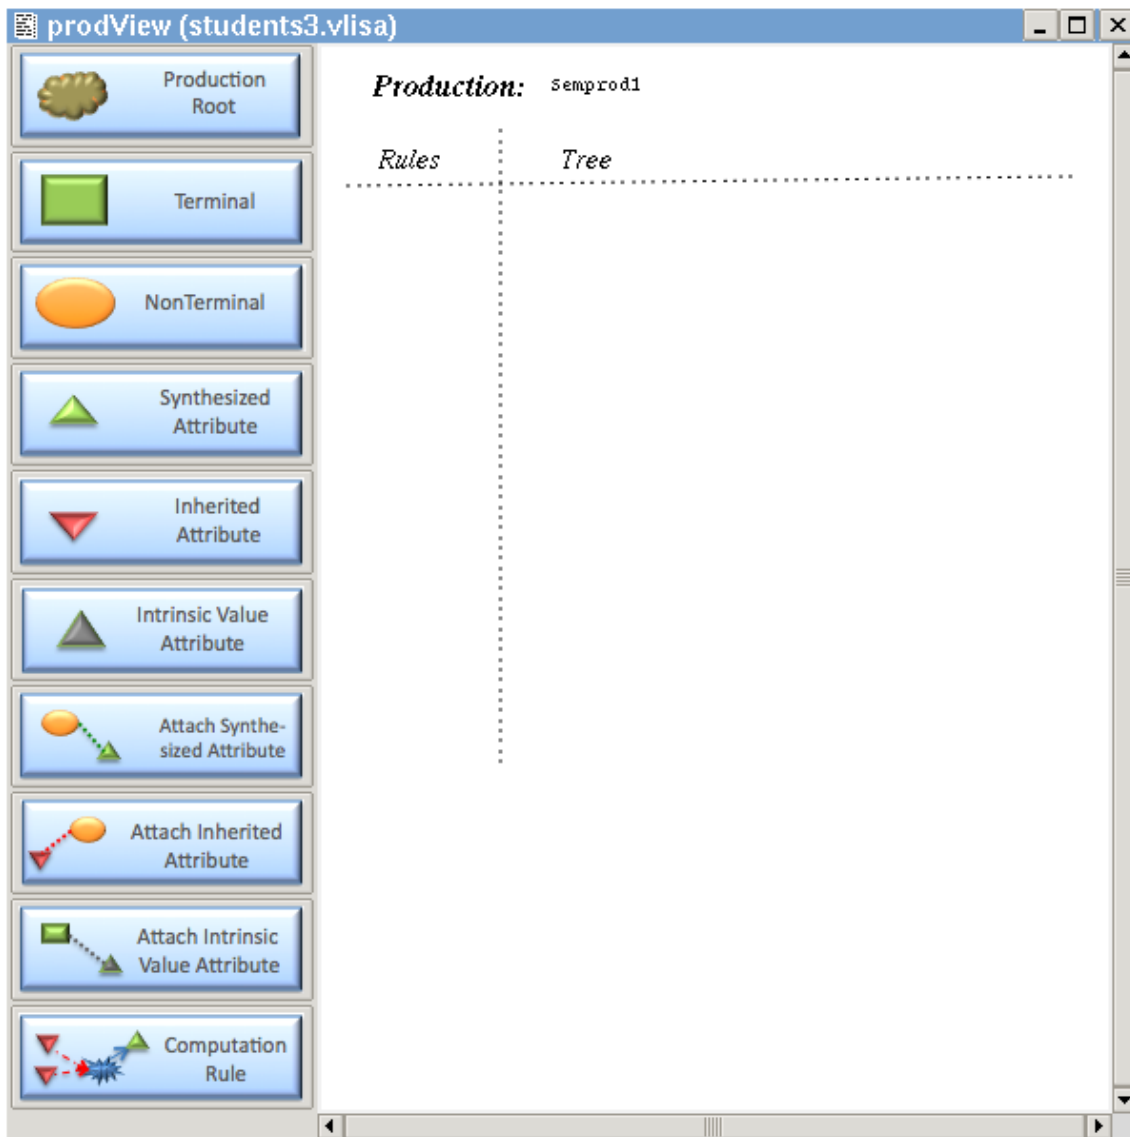 prodView (students3.vlisa)
Production
Root
Terminal
NonTerminal
Synthesized
Attribute
Inherited
Attribute
Intrinsic Value
Attribute
Attach Synthe-
sized Attribute
Attach Inherited
Attribute
Attach Intrinsic
Value Attribute
Computation
Rule
Production: Semprod1
Rules Tree